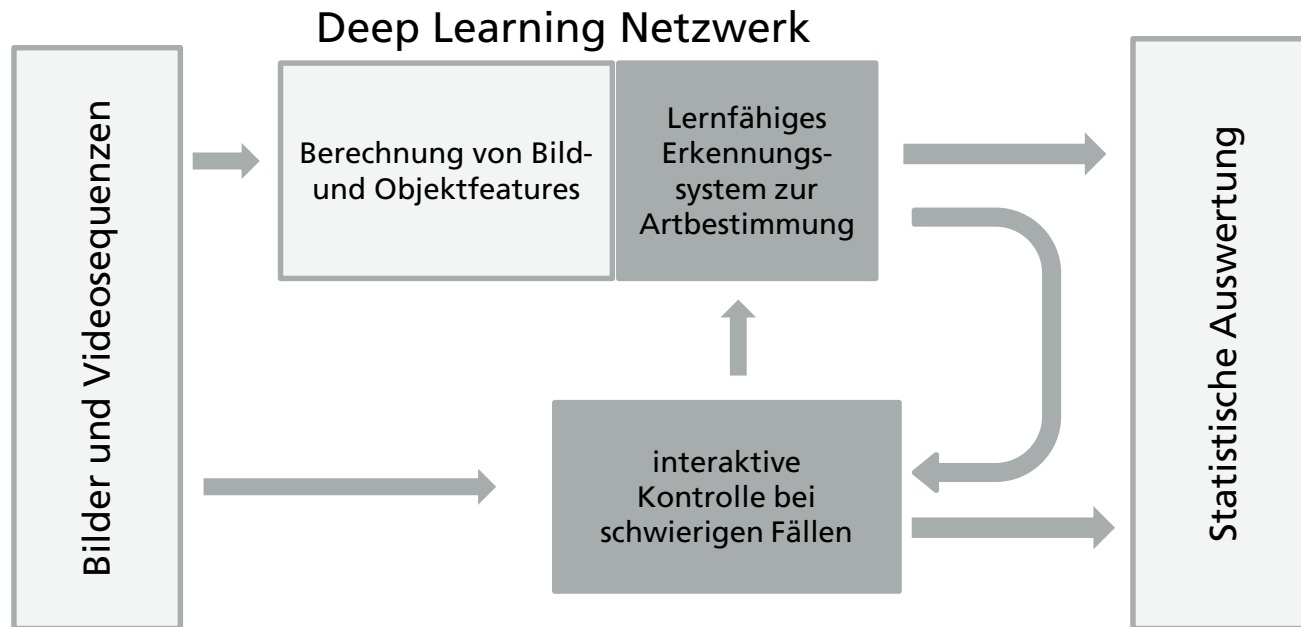 Deep Learning Netzwerk
Bilder und Videosequenzen
Berechnung von Bild-
und Objektfeatures
Lernfähiges
Erkennungs-
system zur
Artbestimmung
interaktive
Kontrolle bei
schwierigen Fällen
Statistische Auswertung